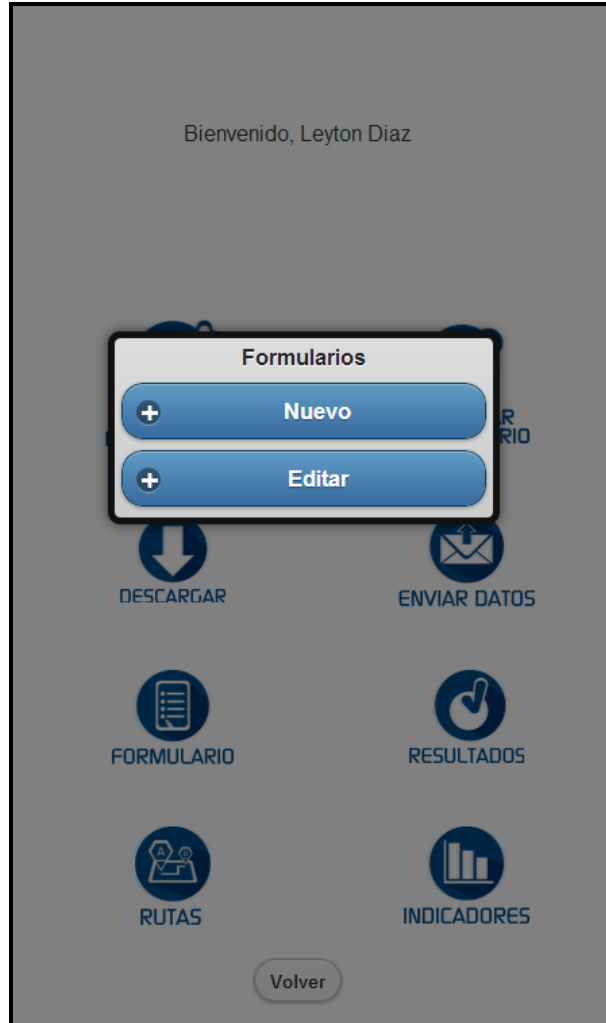 Bienvenido, Leyton Diaz
Formularios
Nuevo
Editar
DESCARGAR
ENVIAR DATOS
FORMULARIO
RESULTADOS
A B
RUTAS
INDICADORES
Volver